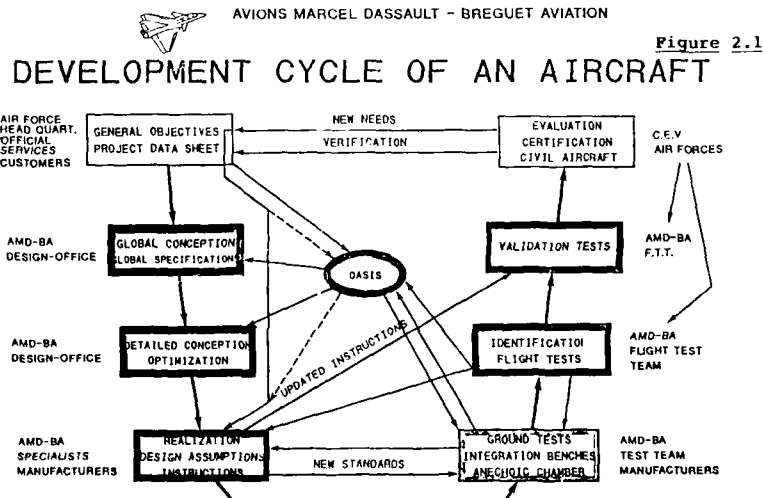 AVIONS MARCEL DASSAULT - BREGUET AVIATION
Figure 2.1
DEVELOPMENT CYCLE OF AN AIRCRAFT
AIR FORCE
HEAD QUART.
OFFICIAL
SERVICES
CUSTOMERS
GENERAL OBJECTIVES
PROJECT DATA SHEET
NEW NEEDS
VERIFICATION
EVALUATION
CERTIFICATION
CIVIL AIRCRAFT
C.E.V
AIR FORCES
AMD-BA
DESIGN-OFFICE
GLOBAL CONCEPTION
GLOBAL SPECIFICATIONS
OASIS
VALIDATION TESTS
AMD-BA
F.T.T.
AMD-BA
DESIGN-OFFICE
DETAILED CONCEPTION
OPTIMIZATION
UPDATED INSTRUCTIONS
IDENTIFICATION
FLIGHT TESTS
AMD-BA
FLIGHT TEST
TEAM
AMD-BA
SPECIALISTS
MANUFACTURERS
REALIZATION
DESIGN ASSUMPTIONS
INSTRUCTIONS
NEW STANDARDS
GROUND TESTS
INTEGRATION BENCHES
ANECHOIC CHAMBER
AMD-BA
TEST TEAM
MANUFACTURERS